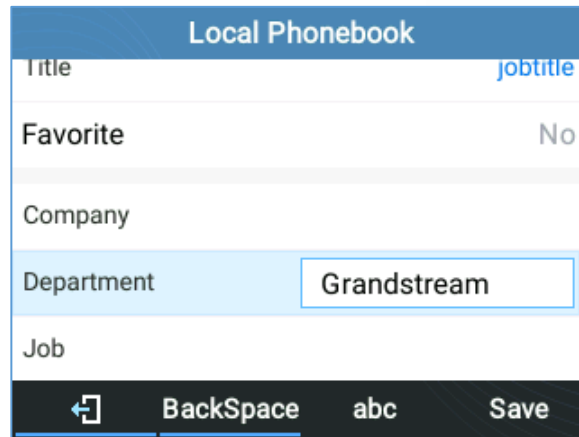 Local Phonebook
Title jobtitle
Favorite No
Company
Department Grandstream
Job
BackSpace abc Save